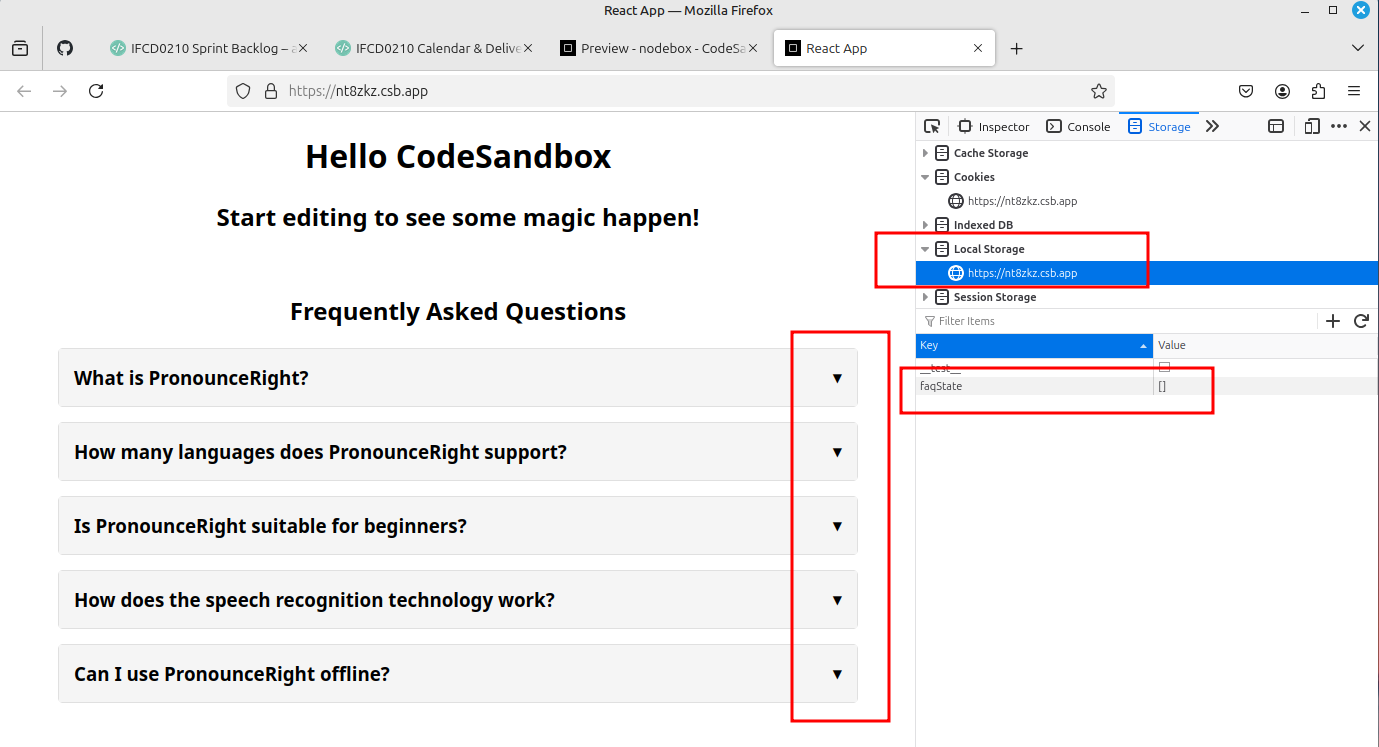 React App — Mozilla Firefox
IFCD0210 Sprint Backlog – a
IFCD0210 Calendar & Delive
Preview - nodebox - CodeSa
React App
https://nt8zkz.csb.app
Inspector
Console
Storage
Hello CodeSandbox
Start editing to see some magic happen!
Frequently Asked Questions
What is PronounceRight?
▼
How many languages does PronounceRight support?
▼
Is PronounceRight suitable for beginners?
▼
How does the speech recognition technology work?
▼
Can I use PronounceRight offline?
▼
Cache Storage
Cookies
https://nt8zkz.csb.app
Indexed DB
Local Storage
https://nt8zkz.csb.app
Session Storage
Filter Items
Key Value
__test__
faqState []